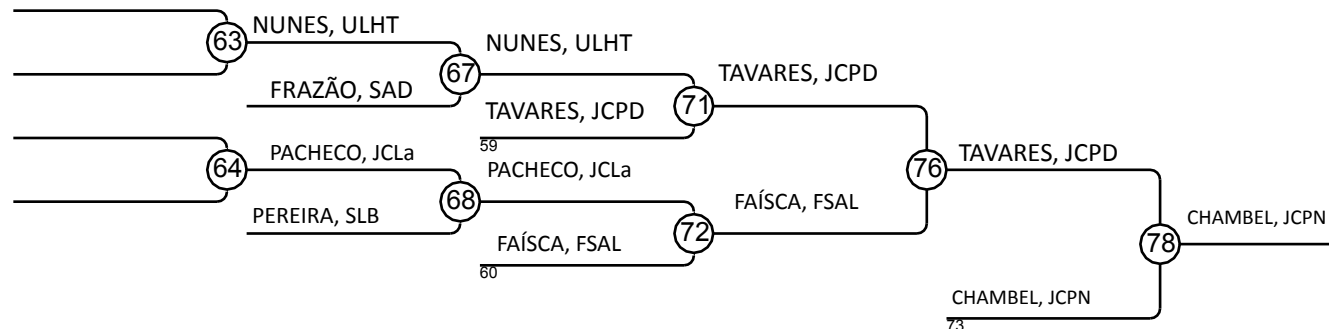 63
NUNES, ULHT
67
NUNES, ULHT
FRAZÃO, SAD
71
TAVARES, JCPD
TAVARES, JCPD
59
64
PACHECO, JCLa
68
PACHECO, JCLa
PEREIRA, SLB
72
FAÍSCA, FSAL
FAÍSCA, FSAL
60
76
TAVARES, JCPD
78
CHAMBEL, JCPN
CHAMBEL, JCPN
73